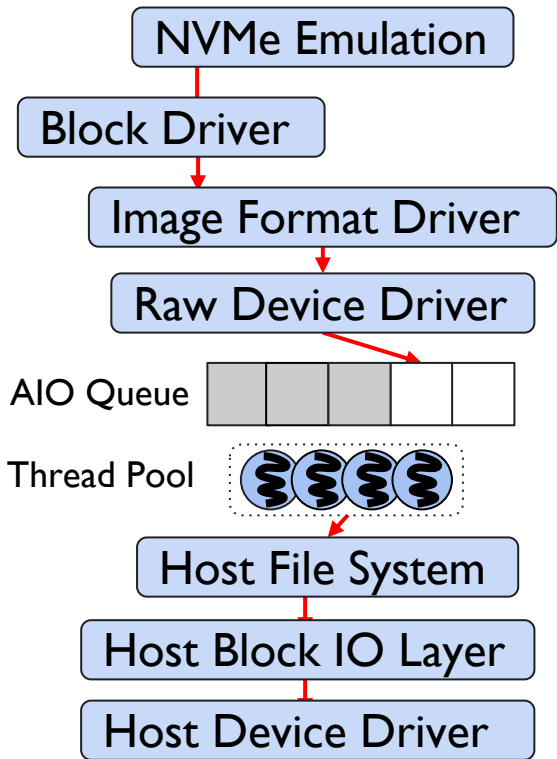 NVMe Emulation
Block Driver
Image Format Driver
Raw Device Driver
AIO Queue
Thread Pool
Host File System
Host Block IO Layer
Host Device Driver